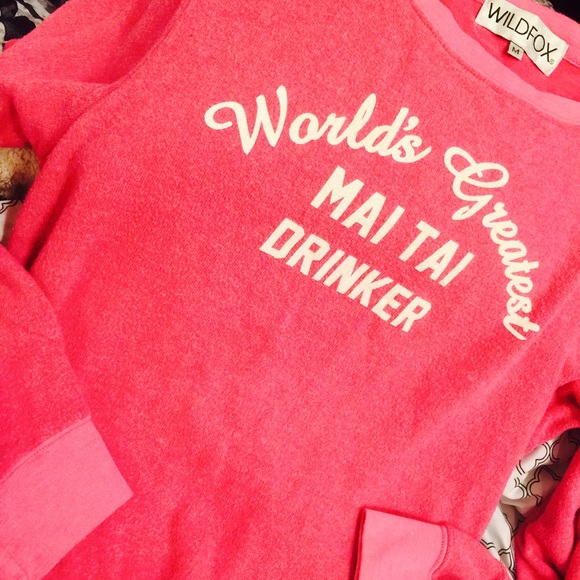 WILDFOX
M
World's Greatest
MAI TAI
DRINKER